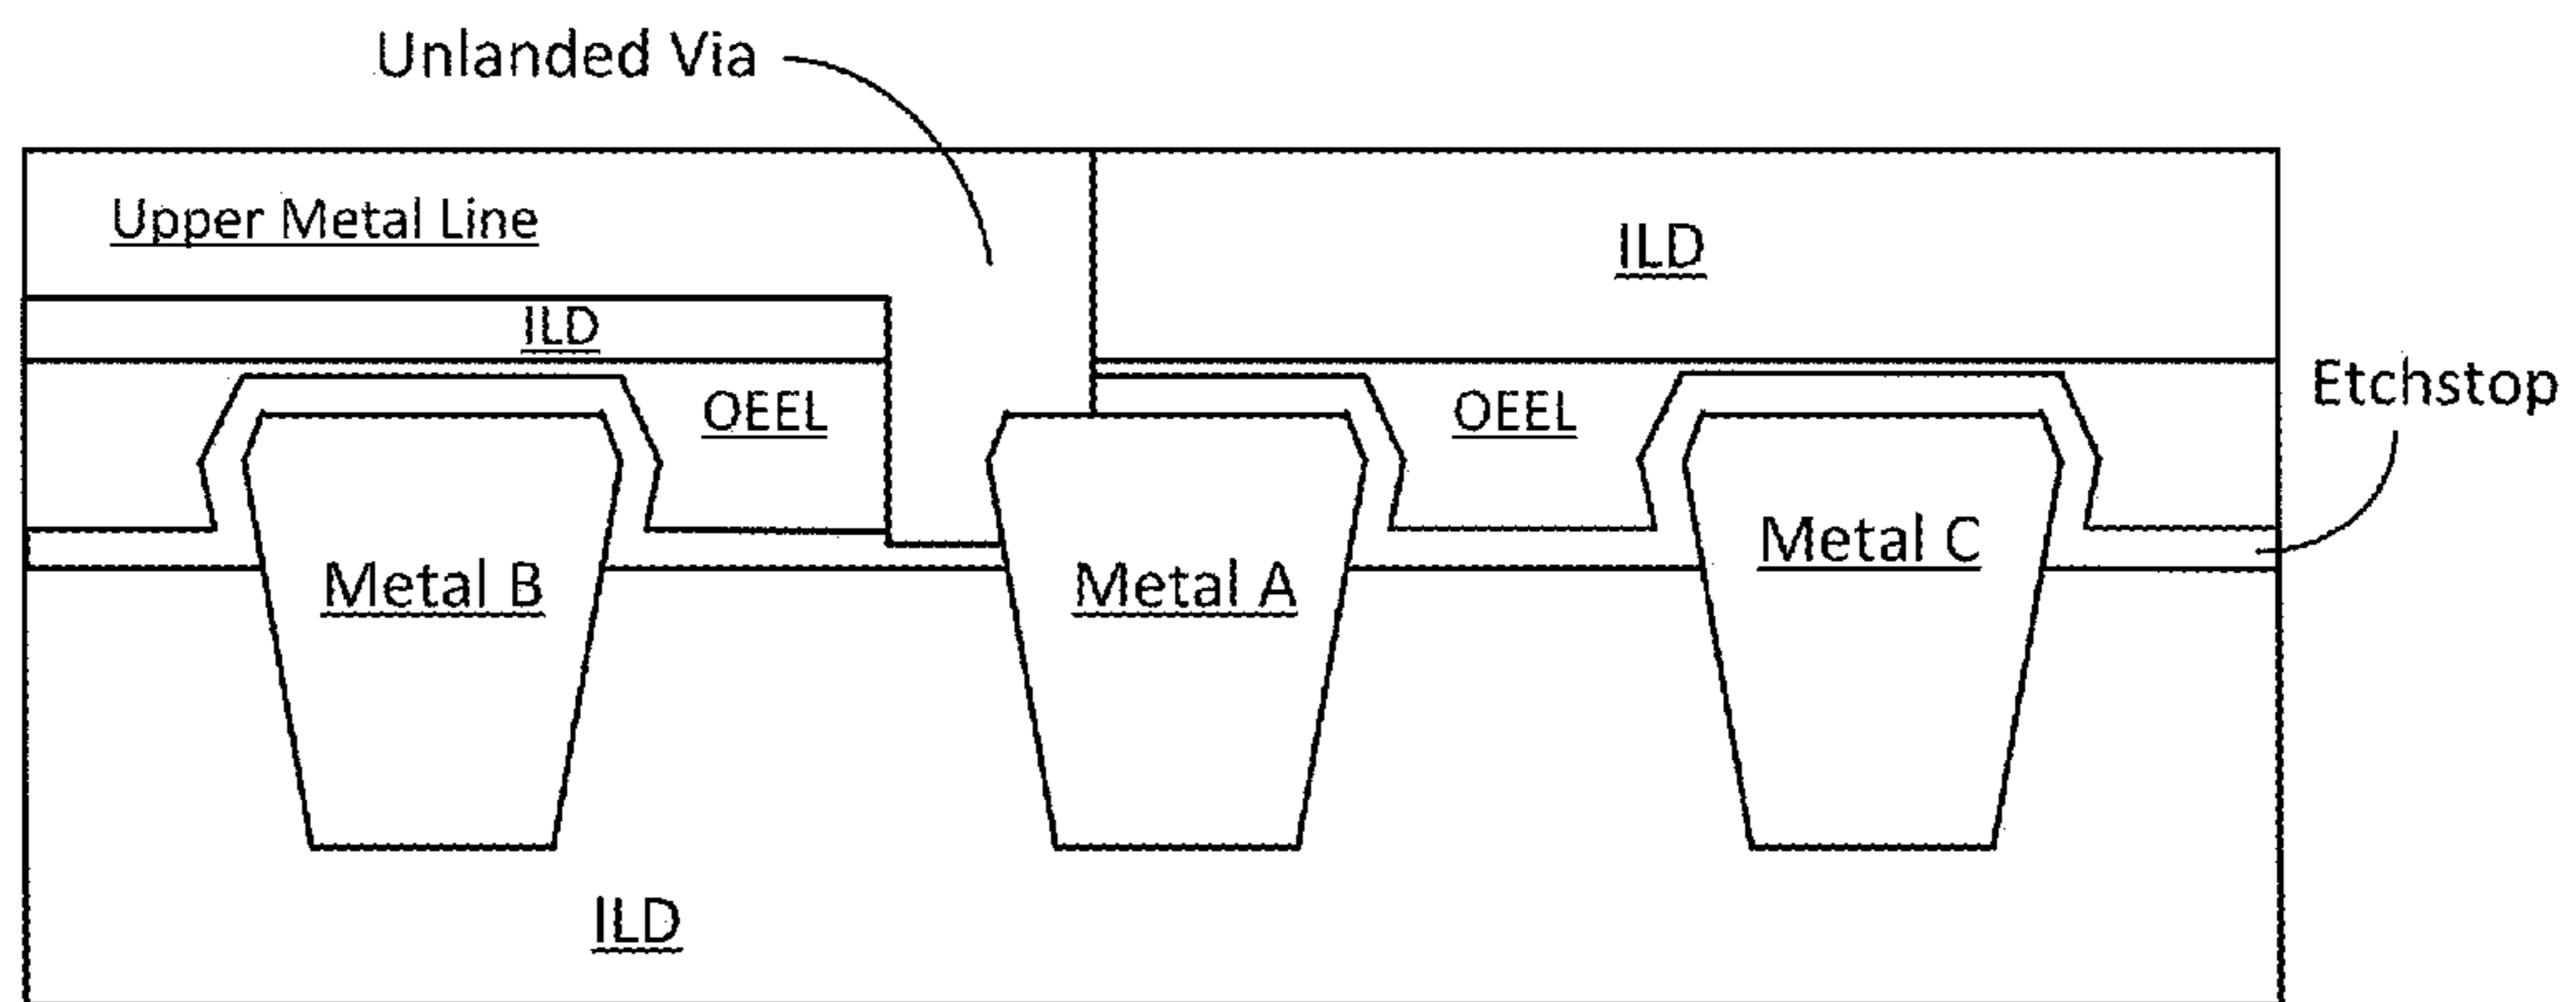 Unlanded Via
Upper Metal Line
ILD
ILD
Etchstop
OEEL
OEEL
Metal B
Metal A
Metal C
ILD